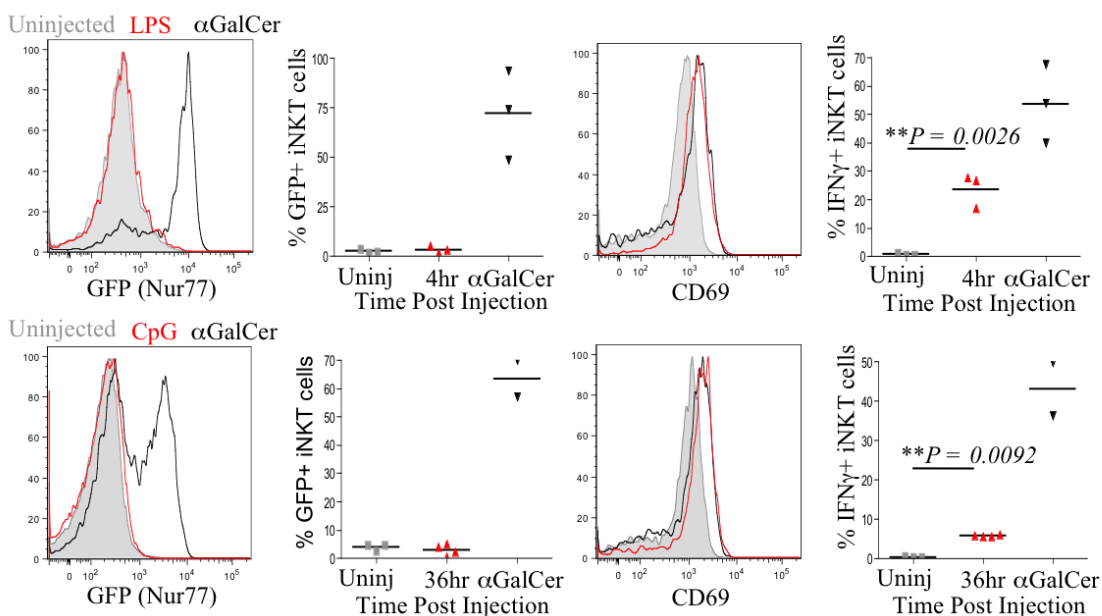 Uninjected LPS αGalCer
100
80
60
40
20
0
0 10² 10³ 10⁴ 10⁵
GFP (Nur77)
% GFP+ iNKT cells
100
75
50
25
0
Uninj 4hr αGalCer
Time Post Injection
100
80
60
40
20
0
0 10² 10³ 10⁴ 10⁵
CD69
% IFNγ+ iNKT cells
70
60
50
40
30
20
10
0
**P = 0.0026
Uninj 4hr αGalCer
Time Post Injection
Uninjected CpG αGalCer
100
80
60
40
20
0
0 10² 10³ 10⁴ 10⁵
GFP (Nur77)
% GFP+ iNKT cells
70
60
50
40
30
20
10
0
Uninj 36hr αGalCer
Time Post Injection
100
80
60
40
20
0
0 10² 10³ 10⁴ 10⁵
CD69
% IFNγ+ iNKT cells
50
40
30
20
10
0
**P = 0.0092
Uninj 36hr αGalCer
Time Post Injection